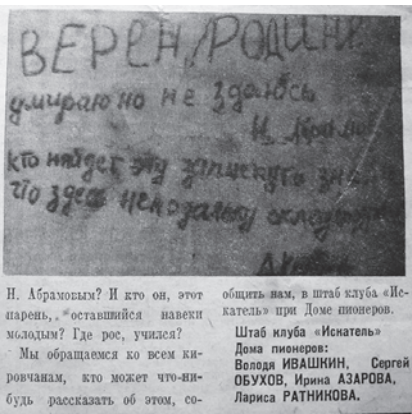 ВЕРЕН РОДИНЕ
умираю но не здаюсь
Н.
кто найдет эту записку
что здесь
Н. Абрамовым? И кто он, этот
парень, оставшийся навеки
молодым? Где рос, учился?
Мы обращаемся ко всем ки-
ровчанам, кто может что-ни-
будь рассказать об этом, со-
общить нам, в штаб клуба «Ис-
катель» при Доме пионеров.
Штаб клуба «Искатель»
Дома пионеров:
Володя ИВАШКИН, Сергей
ОБУХОВ, Ирина АЗАРОВА,
Лариса РАТНИКОВА.